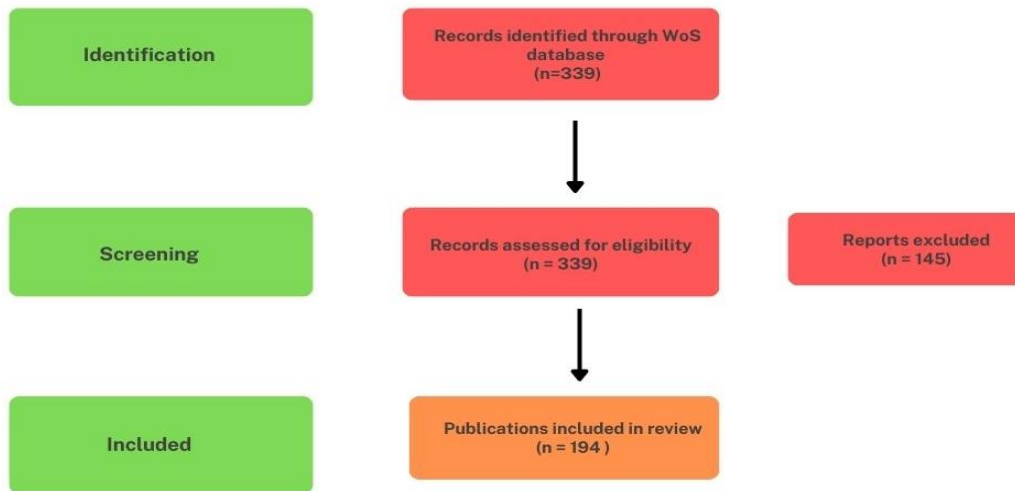 Identification
Records identified through WoS
database
(n=339)
Screening
Records assessed for eligibility
(n = 339)
Reports excluded
(n = 145)
Included
Publications included in review
(n = 194 )